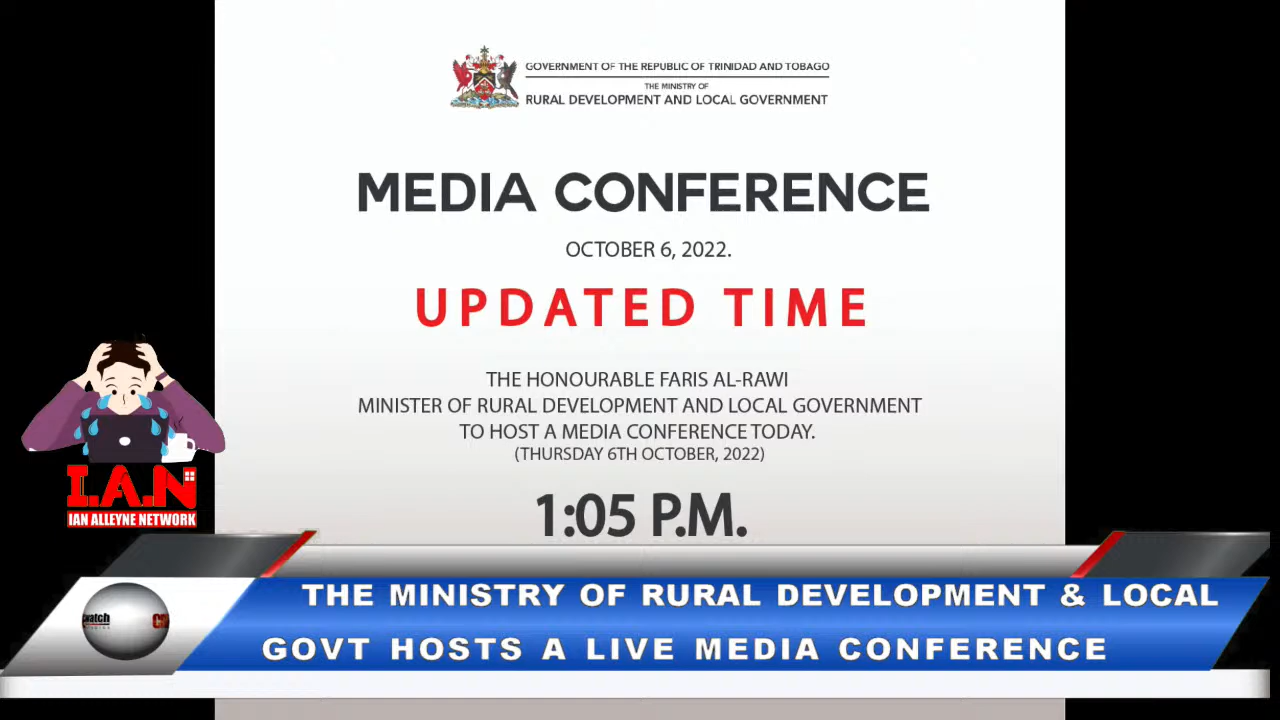 GOVERNMENT OF THE REPUBLIC OF TRINIDAD AND TOBAGO
THE MINISTRY OF
RURAL DEVELOPMENT AND LOCAL GOVERNMENT
MEDIA CONFERENCE
OCTOBER 6, 2022.
UPDATED TIME
THE HONOURABLE FARIS AL-RAWI
MINISTER OF RURAL DEVELOPMENT AND LOCAL GOVERNMENT
TO HOST A MEDIA CONFERENCE TODAY.
(THURSDAY 6TH OCTOBER, 2022)
1:05 P.M.
I.A.N
IAN ALLEYNE NETWORK
THE MINISTRY OF RURAL DEVELOPMENT & LOCAL
GOVT HOSTS A LIVE MEDIA CONFERENCE